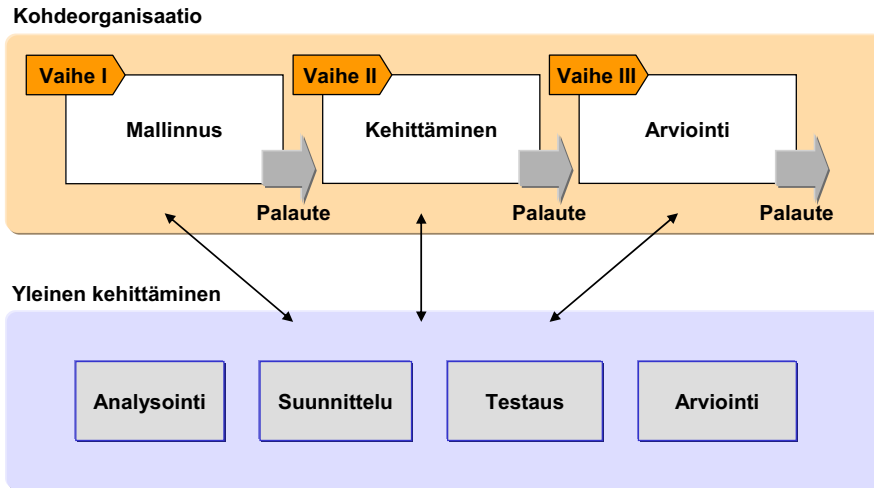 Kohdeorganisaatio
Vaihe I
Vaihe II
Vaihe III
Mallinnus
Kehittäminen
Arviointi
Palaute
Palaute
Palaute
Yleinen kehittäminen
Analysointi
Suunnittelu
Testaus
Arviointi